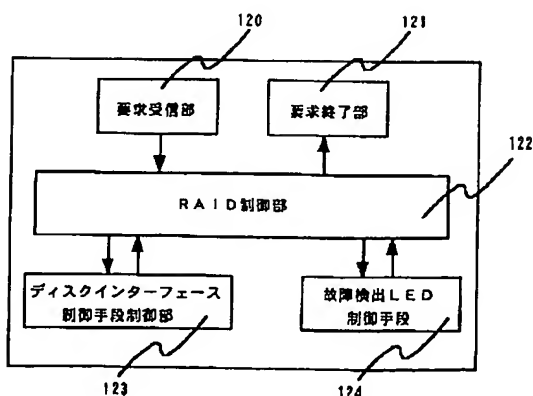 120
121
要求受信部
要求終了部
122
RAID制御部
ディスクインターフェース
制御手段制御部
故障検出LED
制御手段
123
124